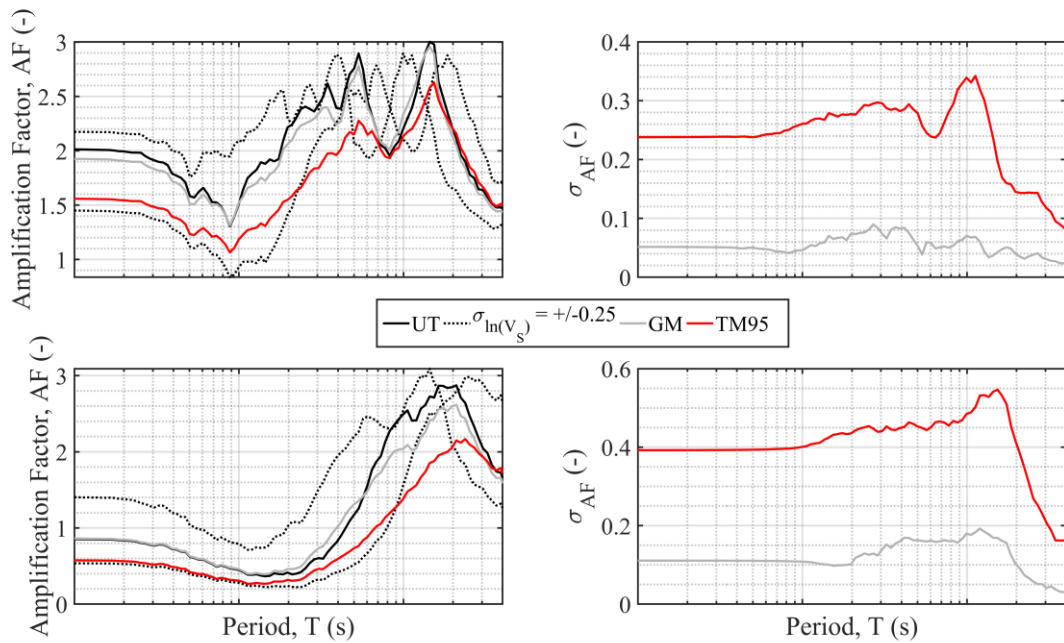 Amplification Factor, AF (-)
3
2.5
2
1.5
1
σAF (-)
0.4
0.3
0.2
0.1
0
UT σln(VS) = +/-0.25 GM TM95
Amplification Factor, AF (-)
3
2
1
0
Period, T (s)
σAF (-)
0.6
0.4
0.2
0
Period, T (s)